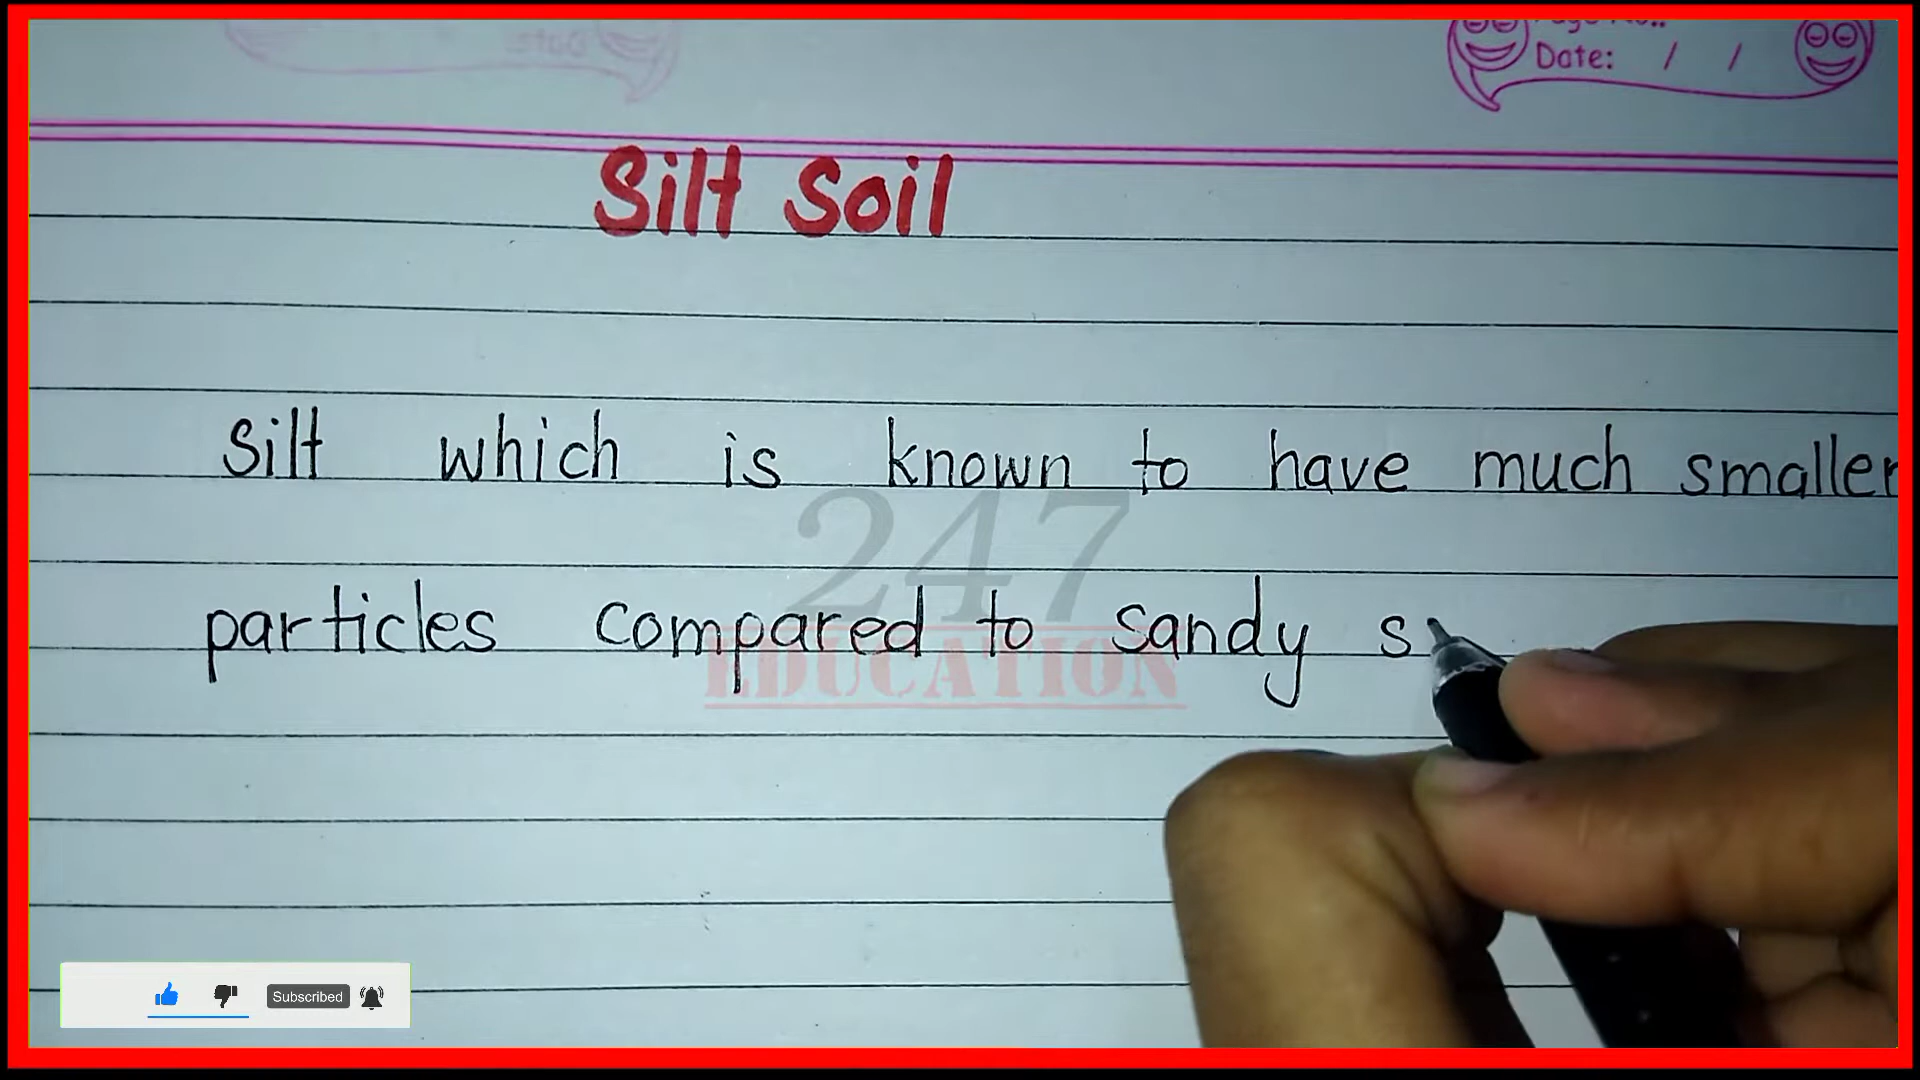 Date: / /
Silt Soil
Silt which is known to have much smaller
particles compared to sandy s
247
EDUCATION
Subscribed